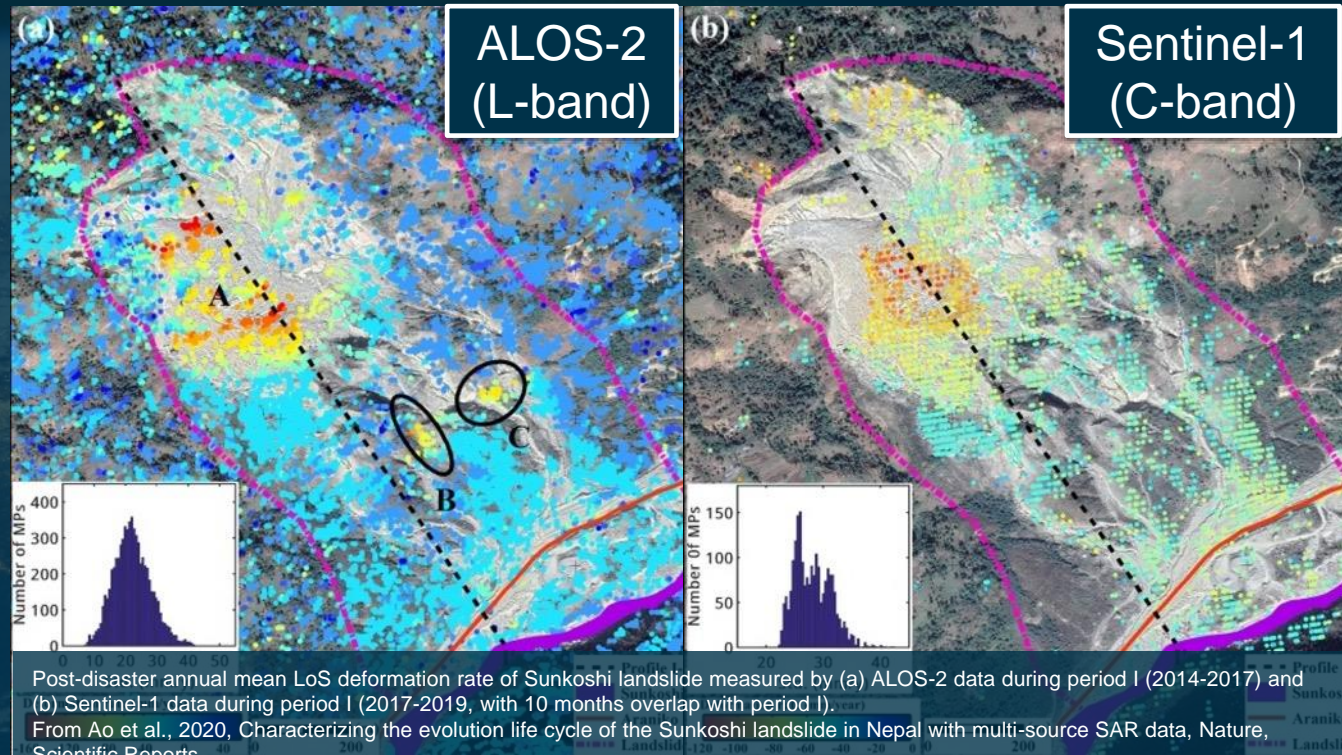 (a)
ALOS-2
(L-band)
A
B
C
Number of MPs
400
300
200
100
0
0 10 20 30 40 50
(b)
Sentinel-1
(C-band)
Number Of MPs
150
100
50
20 30 40
Post-disaster annual mean LoS deformation rate of Sunkoshi landslide measured by (a) ALOS-2 data during period I (2014-2017) and
(b) Sentinel-1 data during period I (2017-2019, with 10 months overlap with period I).
From Ao et al., 2020, Characterizing the evolution life cycle of the Sunkoshi landslide in Nepal with multi-source SAR data, Nature,
Scientific Reports